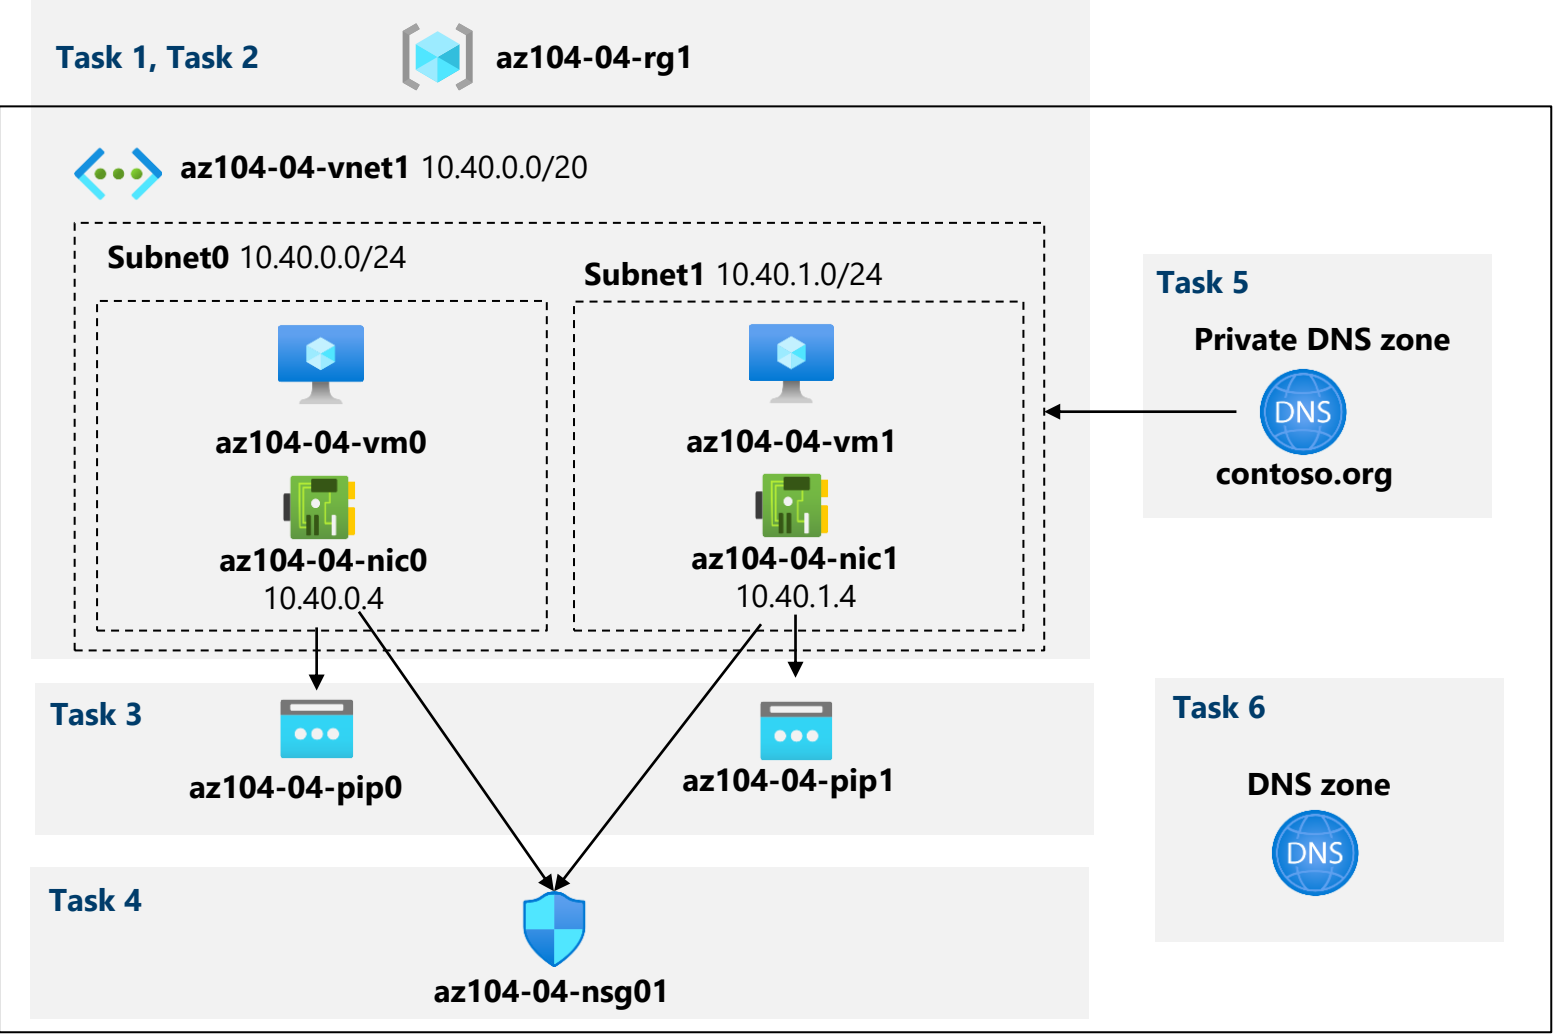 Task 1, Task 2
az104-04-rg1
az104-04-vnet1 10.40.0.0/20
Subnet0 10.40.0.0/24
az104-04-vm0
az104-04-nic0
10.40.0.4
Subnet1 10.40.1.0/24
az104-04-vm1
az104-04-nic1
10.40.1.4
Task 5
Private DNS zone
DNS
contoso.org
Task 3
az104-04-pip0
az104-04-pip1
Task 6
DNS zone
DNS
Task 4
az104-04-nsg01